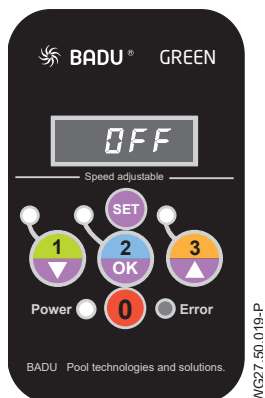 BADU® GREEN
OFF
Speed adjustable
SET
1 2 3
OK
Power 0 Error
BADU Pool technologies and solutions.
WG27.50.019-P